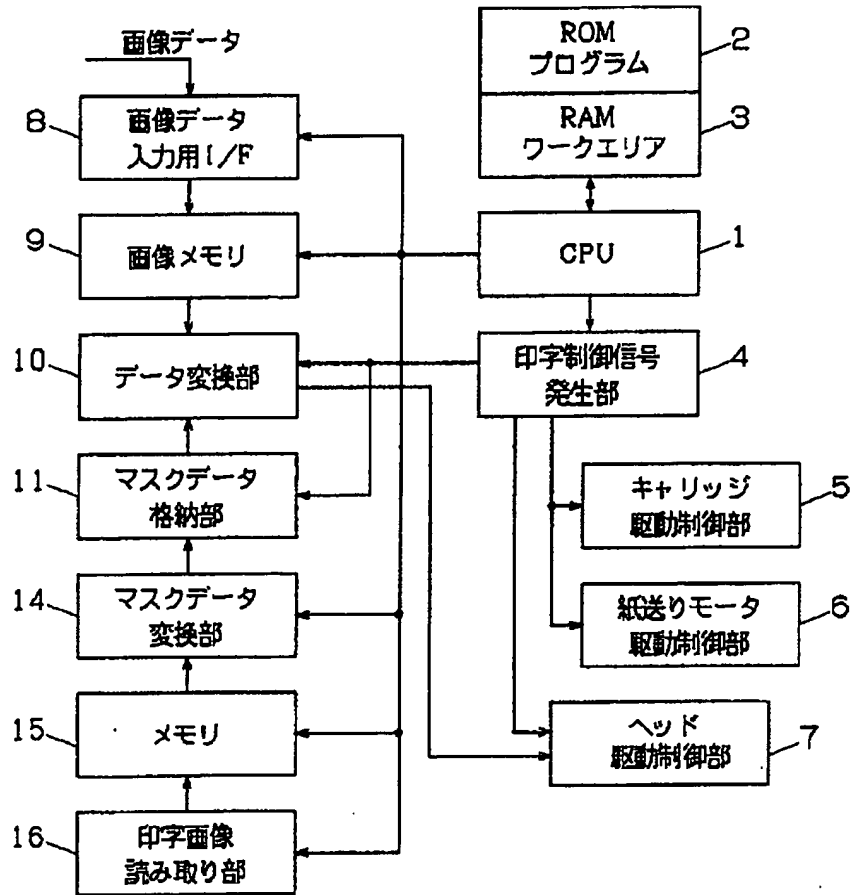 画像データ
8
画像データ
入力用I/F
9
画像メモリ
10
データ変換部
11
マスクデータ
格納部
14
マスクデータ
変換部
15
メモリ
16
印字画像
読み取り部
ROM
プログラム
2
RAM
ワークエリア
3
CPU
1
印字制御信号
発生部
4
キャリッジ
駆動制御部
5
紙送りモータ
駆動制御部
6
ヘッド
駆動制御部
7